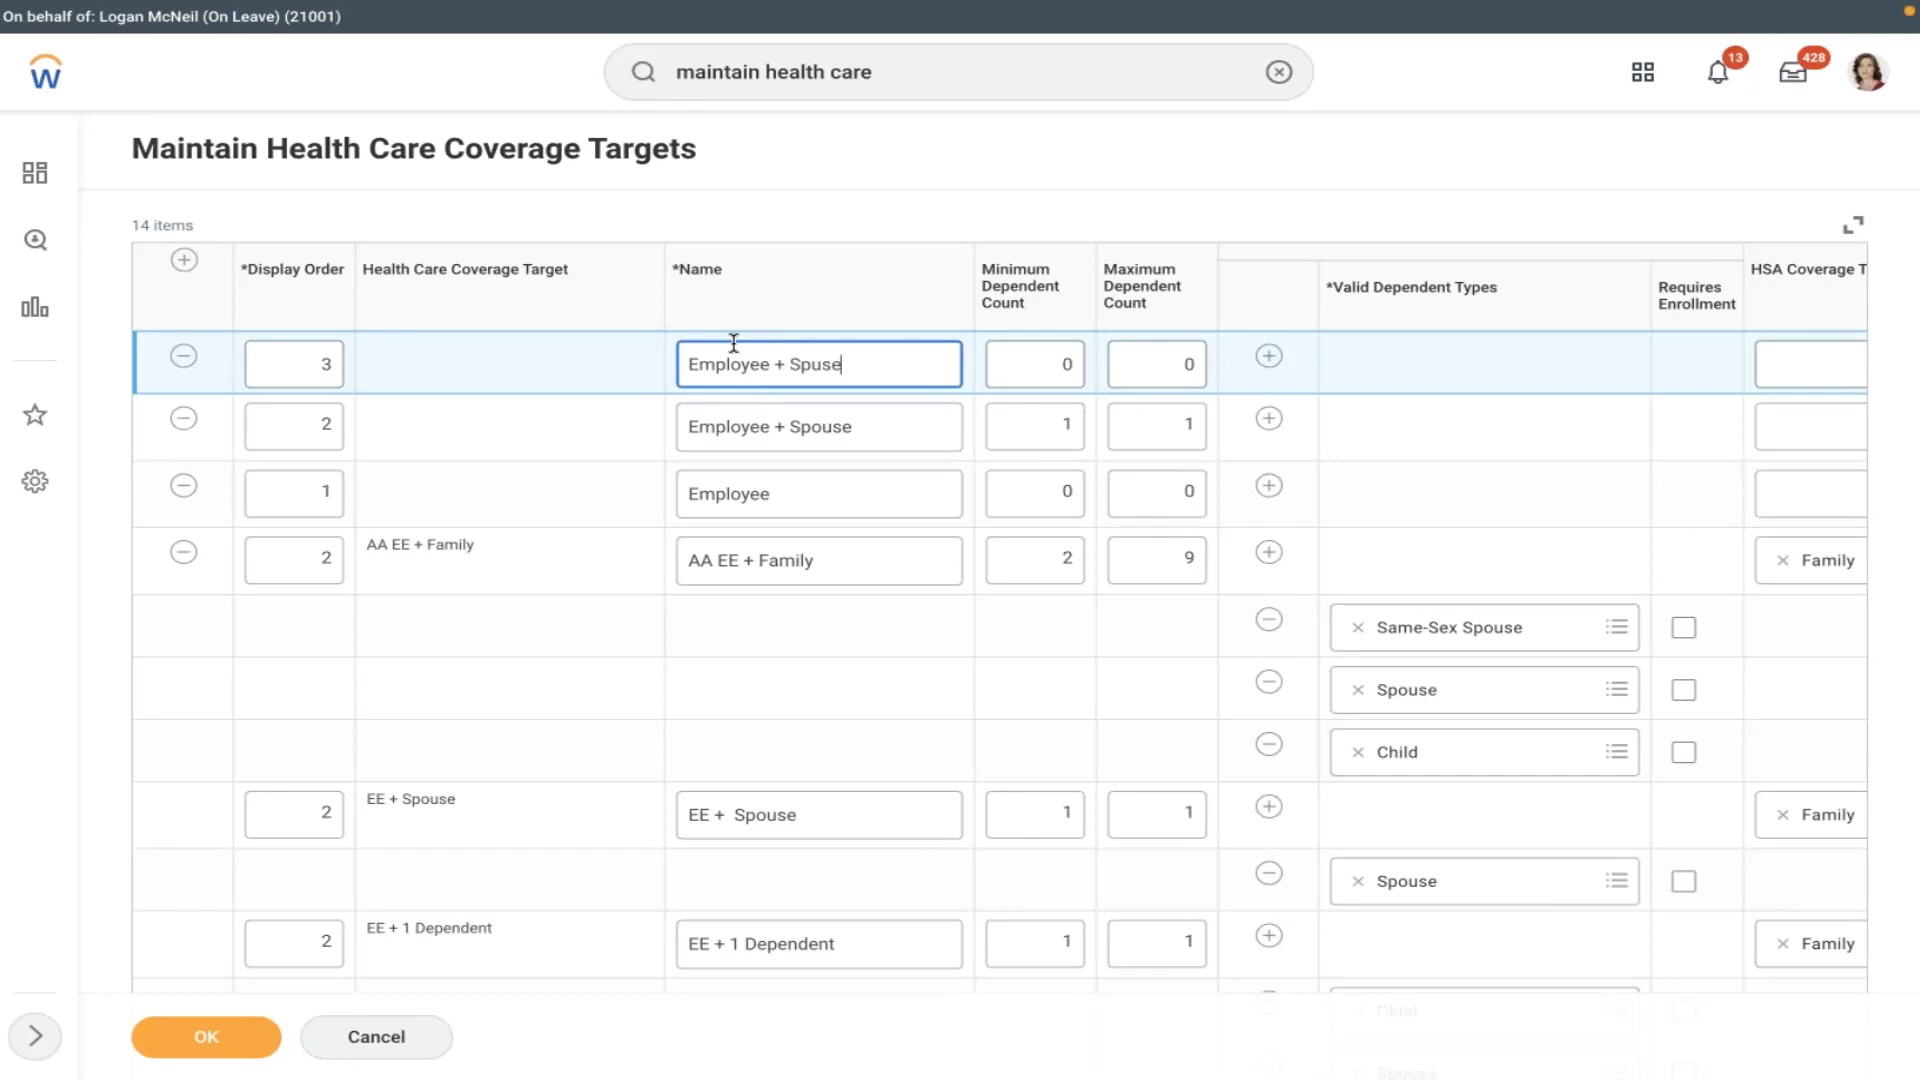 On behalf of: Logan McNeil (On Leave) (21001)
W
maintain health care
13
428
Maintain Health Care Coverage Targets
14 items
*Display Order
Health Care Coverage Target
*Name
Minimum
Dependent
Count
Maximum
Dependent
Count
*Valid Dependent Types
Requires
Enrollment
HSA Coverage T
3
Employee + Spuse
0
0
2
Employee + Spouse
1
1
1
Employee
0
0
2
AA EE + Family
AA EE + Family
2
9
Family
Same-Sex Spouse
Spouse
Child
2
EE + Spouse
EE +  Spouse
1
1
Family
Spouse
2
EE + 1 Dependent
EE + 1 Dependent
1
1
Family
Child
Spouse
OK
Cancel